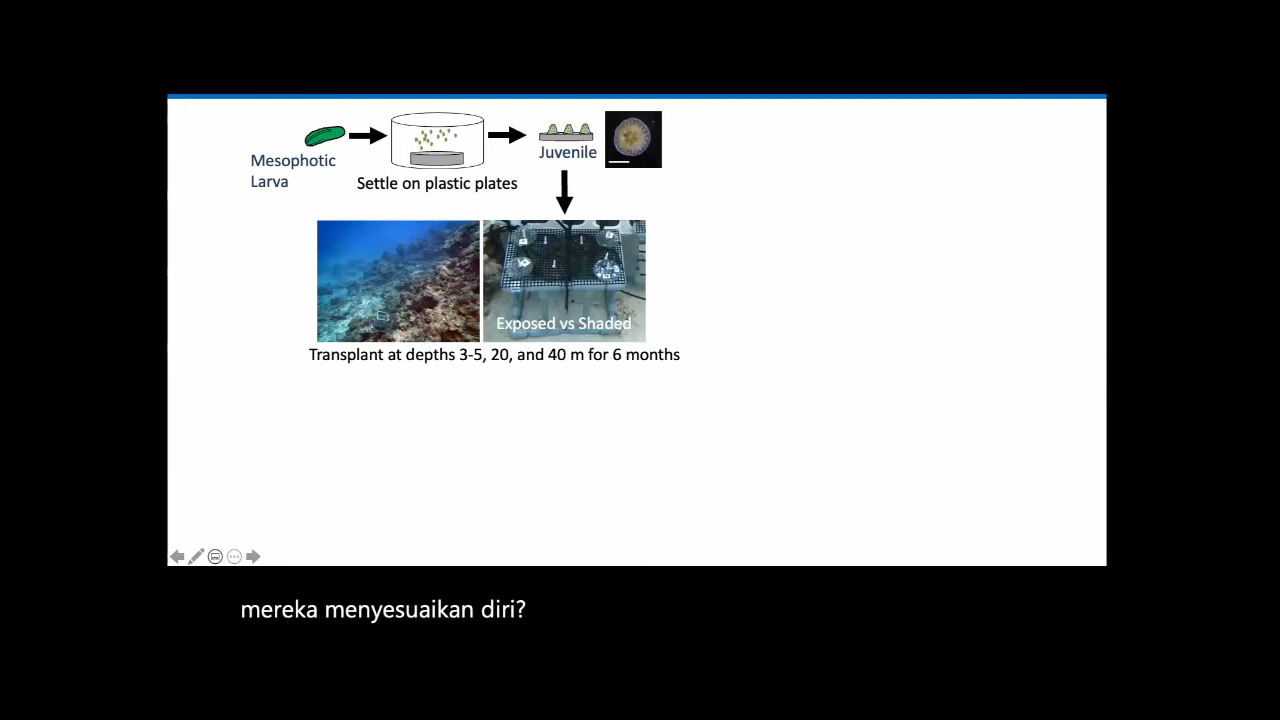 Mesophotic
Larva
Settle on plastic plates
Juvenile
Exposed vs Shaded
Transplant at depths 3-5, 20, and 40 m for 6 months
mereka menyesuaikan diri?